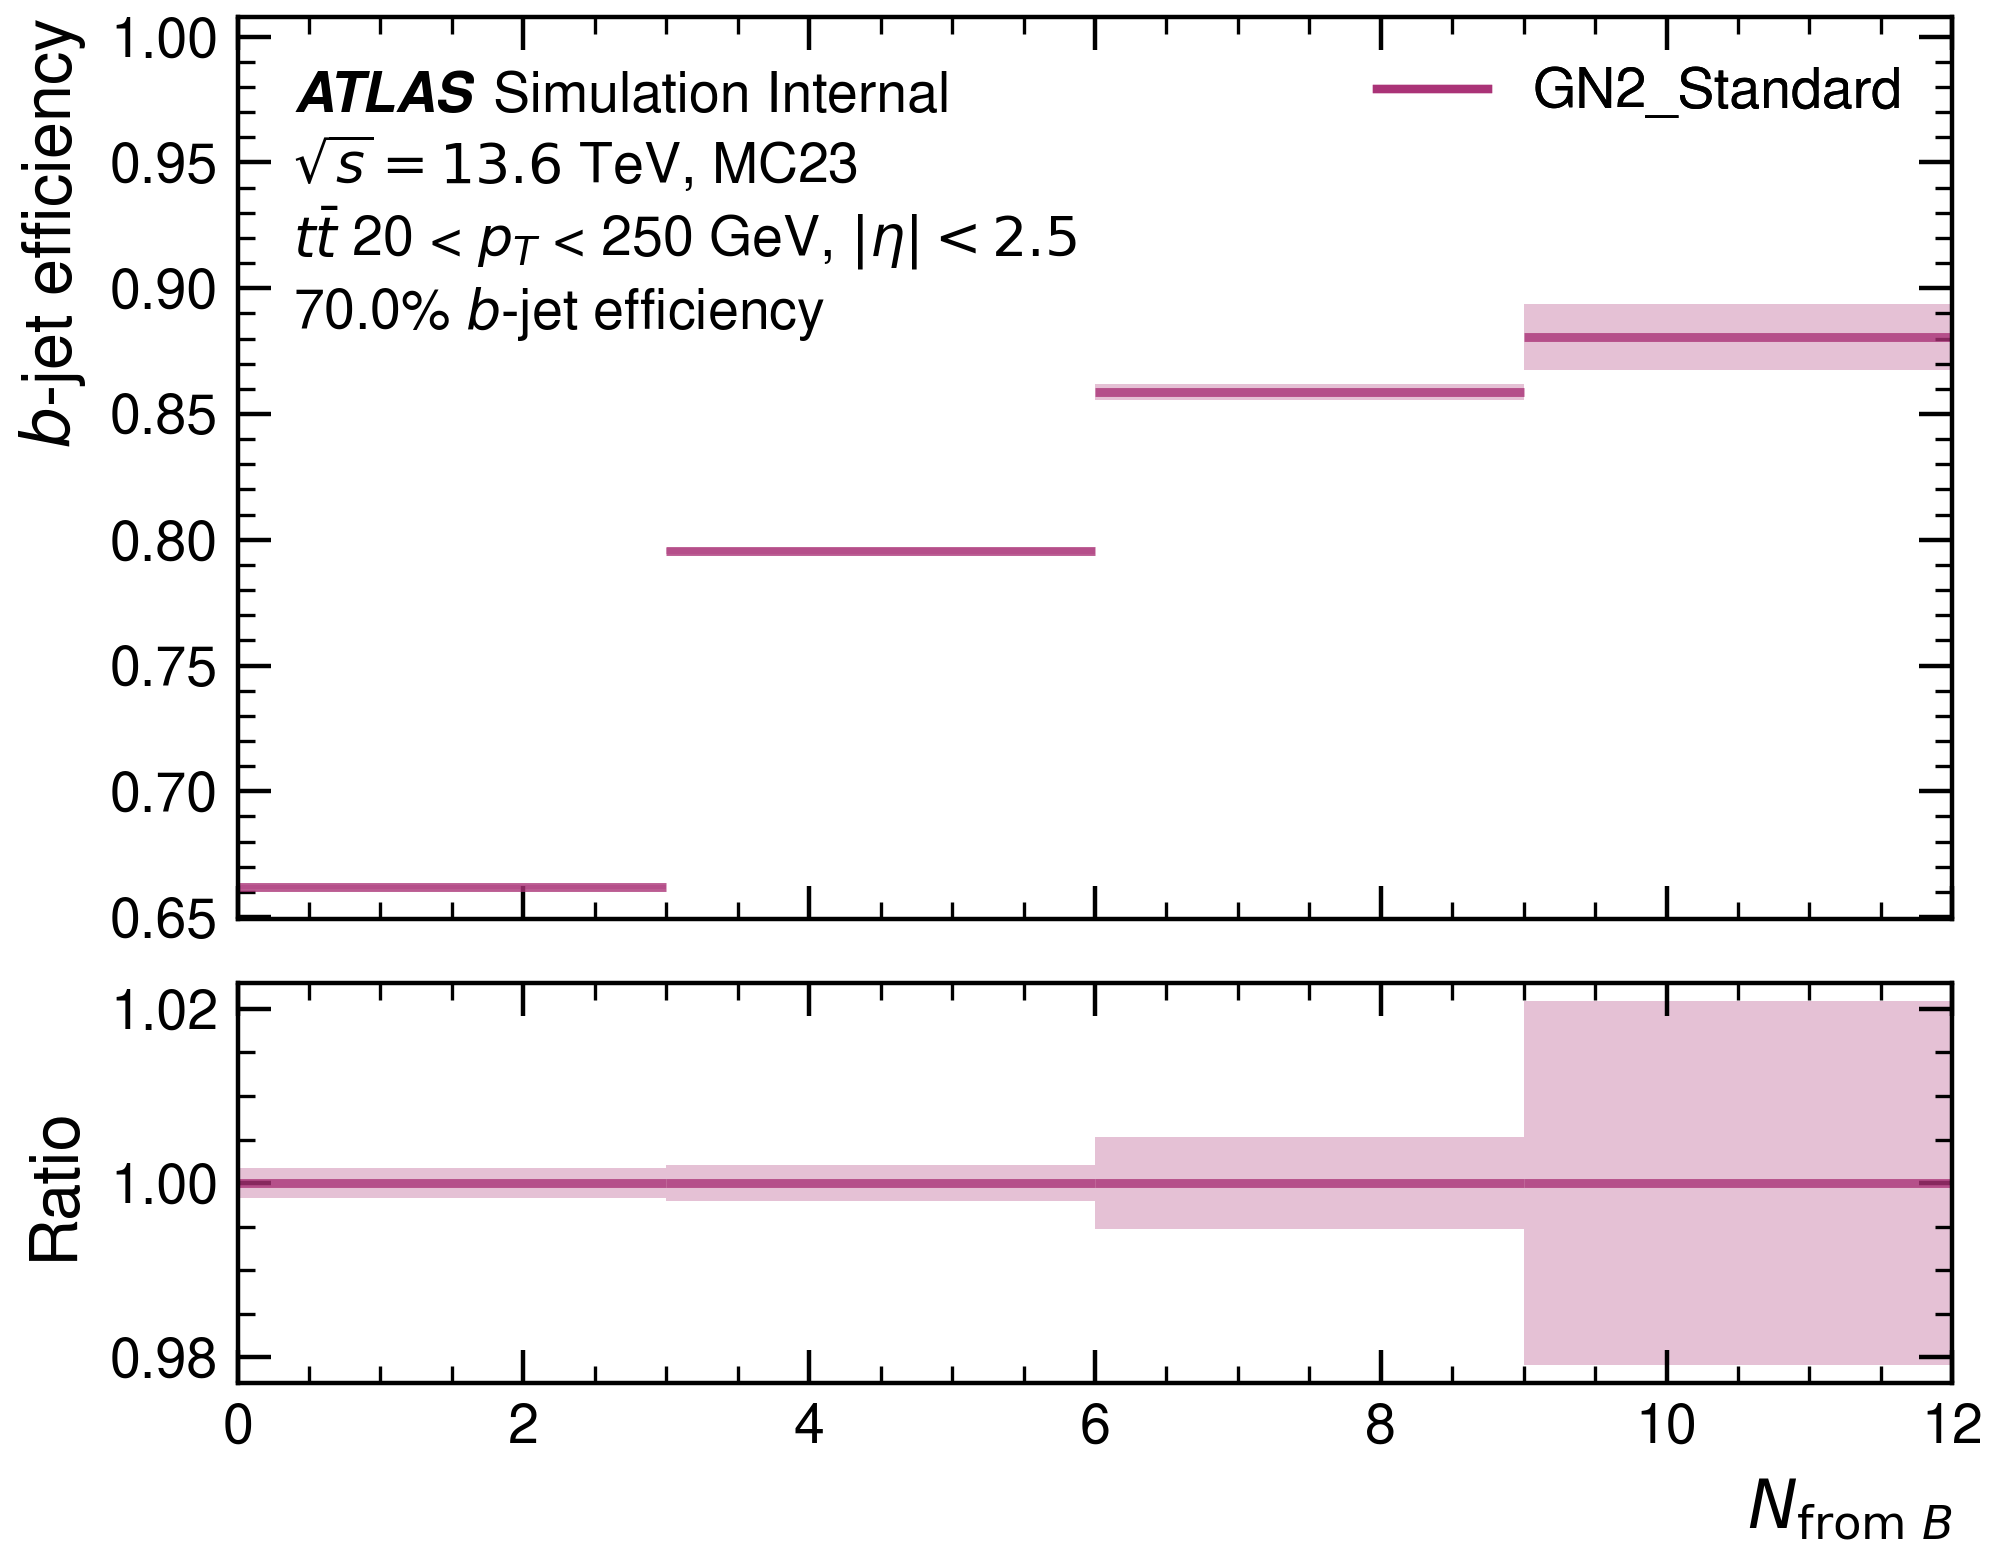 b-jet efficiency
1.00
0.95
0.90
0.85
0.80
0.75
0.70
0.65
ATLAS Simulation Internal
√s = 13.6 TeV, MC23
tt̄ 20 < p_T < 250 GeV, |η| < 2.5
70.0% b-jet efficiency
GN2_Standard
Ratio
1.02
1.00
0.98
0 2 4 6 8 10 12
N_from B